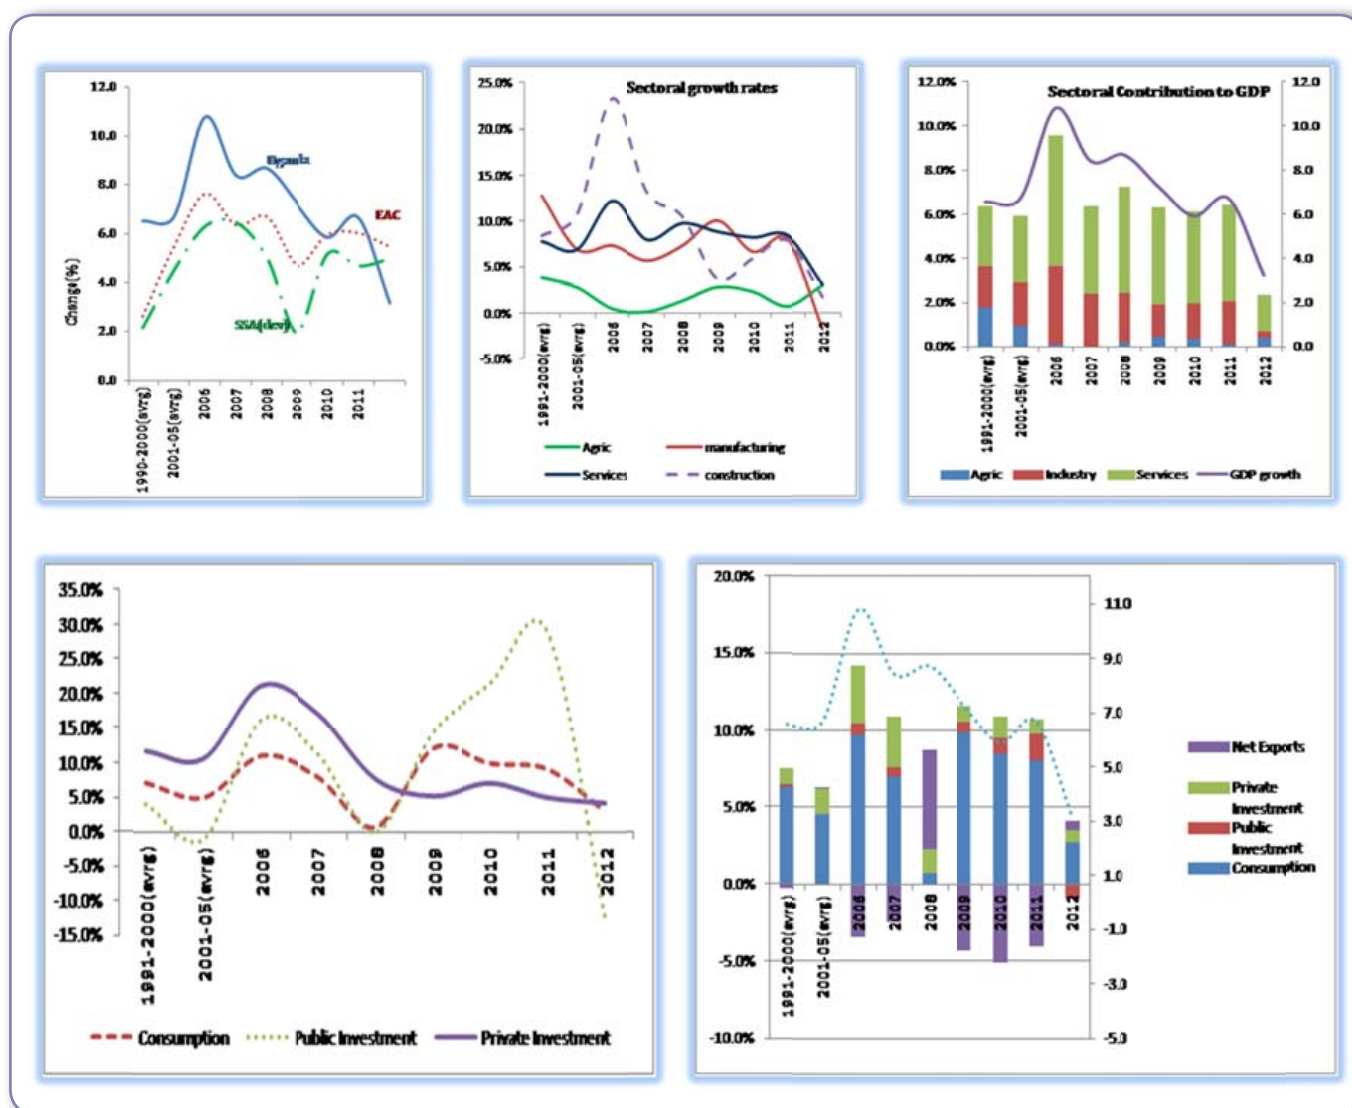 12.0
10.0
8.0
6.0
4.0
2.0
0.0
Change(%)
Uganda
EAC
SSA(dev)
1990-2000(avrg)
2001-05(avrg)
2006
2007
2008
2009
2010
2011
Sectoral growth rates
25.0%
20.0%
15.0%
10.0%
5.0%
0.0%
-5.0%
1991-2000(avrg)
2001-05(avrg)
2006
2007
2008
2009
2010
2011
2012
Agric
manufacturing
Services
construction
Sectoral Contribution to GDP
12.0%
10.0%
8.0%
6.0%
4.0%
2.0%
0.0%
12.0
10.0
8.0
6.0
4.0
2.0
0.0
1991-2000(avrg)
2001-05(avrg)
2006
2007
2008
2009
2010
2011
2012
Agric
Industry
Services
GDP growth
35.0%
30.0%
25.0%
20.0%
15.0%
10.0%
5.0%
0.0%
-5.0%
-10.0%
-15.0%
1991-2000(avrg)
2001-05(avrg)
2006
2007
2008
2009
2010
2011
2012
Consumption
Public Investment
Private Investment
20.0%
15.0%
10.0%
5.0%
0.0%
-5.0%
-10.0%
11.0
9.0
7.0
5.0
3.0
1.0
-1.0
-3.0
-5.0
1991-2000(avrg)
2001-05(avrg)
2006
2007
2008
2009
2010
2011
2012
Net Exports
Private
Investment
Public
Investment
Consumption